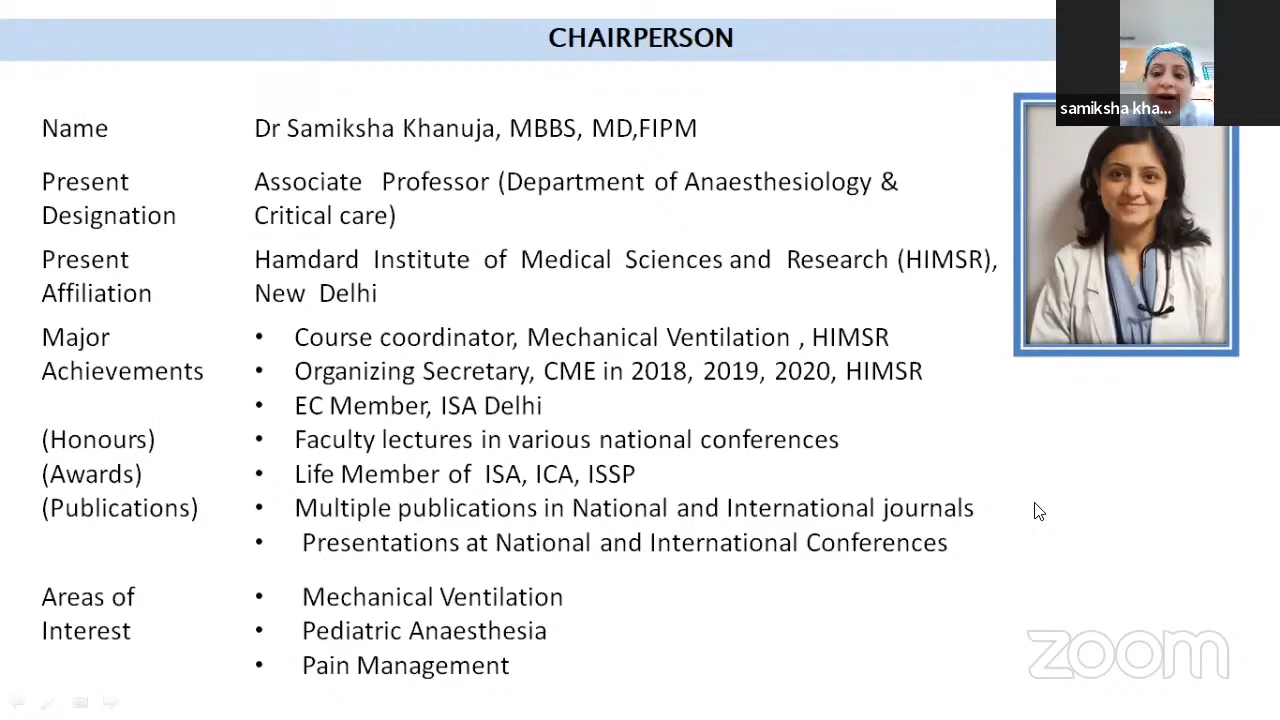 CHAIRPERSON
samiksha kha...
Name Dr Samiksha Khanuja, MBBS, MD,FIPM
Present Associate Professor (Department of Anaesthesiology &
Designation Critical care)
Present Hamdard Institute of Medical Sciences and Research (HIMSR),
Affiliation New Delhi
Major • Course coordinator, Mechanical Ventilation , HIMSR
Achievements • Organizing Secretary, CME in 2018, 2019, 2020, HIMSR
• EC Member, ISA Delhi
(Honours) • Faculty lectures in various national conferences
(Awards) • Life Member of ISA, ICA, ISSP
(Publications) • Multiple publications in National and International journals
• Presentations at National and International Conferences
Areas of • Mechanical Ventilation
Interest • Pediatric Anaesthesia
• Pain Management
zoom